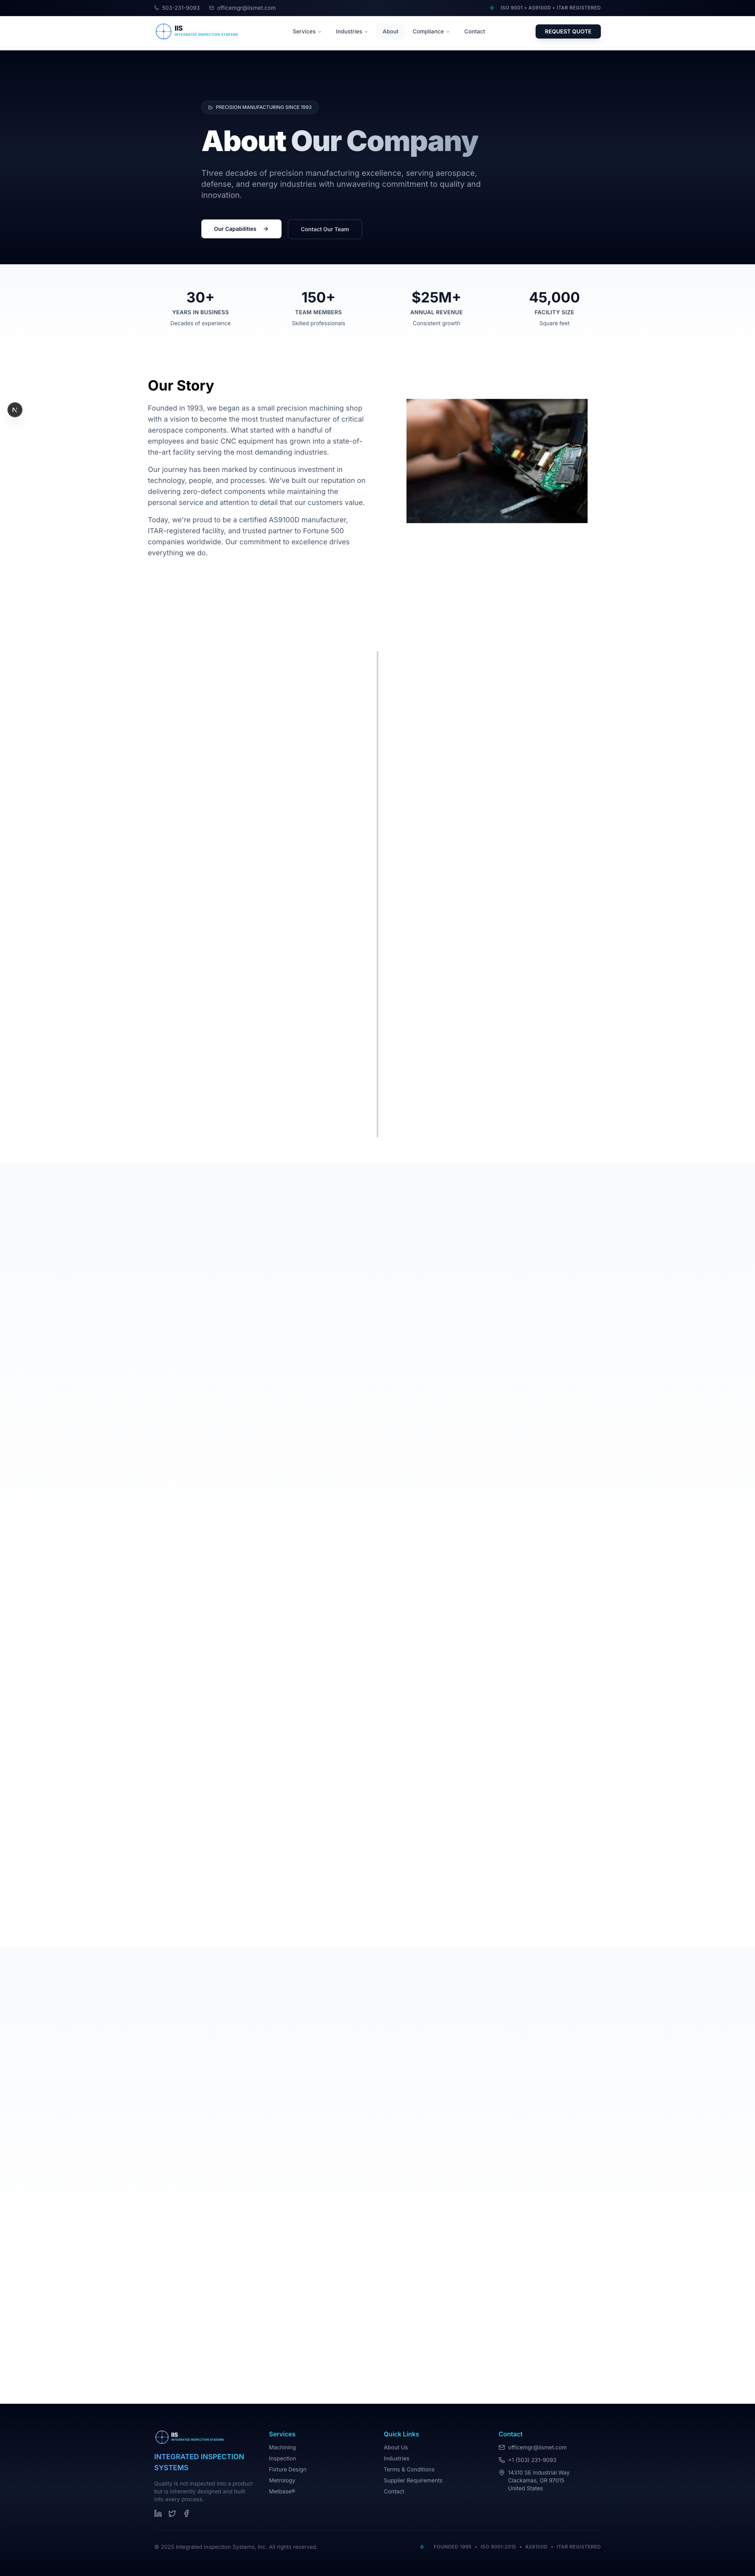 503-231-9093
officemgr@iismet.com
ISO 9001 • AS9100D • ITAR REGISTERED
IIS
INTEGRATED INSPECTION SYSTEMS
Services
Industries
About
Compliance
Contact
REQUEST QUOTE
PRECISION MANUFACTURING SINCE 1993
About Our Company
Three decades of precision manufacturing excellence, serving aerospace,
defense, and energy industries with unwavering commitment to quality and
innovation.
Our Capabilities
Contact Our Team
30+
YEARS IN BUSINESS
Decades of experience
150+
TEAM MEMBERS
Skilled professionals
$25M+
ANNUAL REVENUE
Consistent growth
45,000
FACILITY SIZE
Square feet
Our Story
Founded in 1993, we began as a small precision machining shop
with a vision to become the most trusted manufacturer of critical
aerospace components. What started with a handful of
employees and basic CNC equipment has grown into a state-of-
the-art facility serving the most demanding industries.
Our journey has been marked by continuous investment in
technology, people, and processes. We've built our reputation on
delivering zero-defect components while maintaining the
personal service and attention to detail that our customers value.
Today, we're proud to be a certified AS9100D manufacturer,
ITAR-registered facility, and trusted partner to Fortune 500
companies worldwide. Our commitment to excellence drives
everything we do.
N
IIS
INTEGRATED INSPECTION SYSTEMS
INTEGRATED INSPECTION
SYSTEMS
Quality is not inspected into a product
but is inherently designed and built
into every process.
Services
Machining
Inspection
Fixture Design
Metrology
Metbase®
Quick Links
About Us
Industries
Terms & Conditions
Supplier Requirements
Contact
Contact
officemgr@iismet.com
+1 (503) 231-9093
14310 SE Industrial Way
Clackamas, OR 97015
United States
© 2025 Integrated Inspection Systems, Inc. All rights reserved.
FOUNDED 1995 • ISO 9001:2015 • AS9100D • ITAR REGISTERED